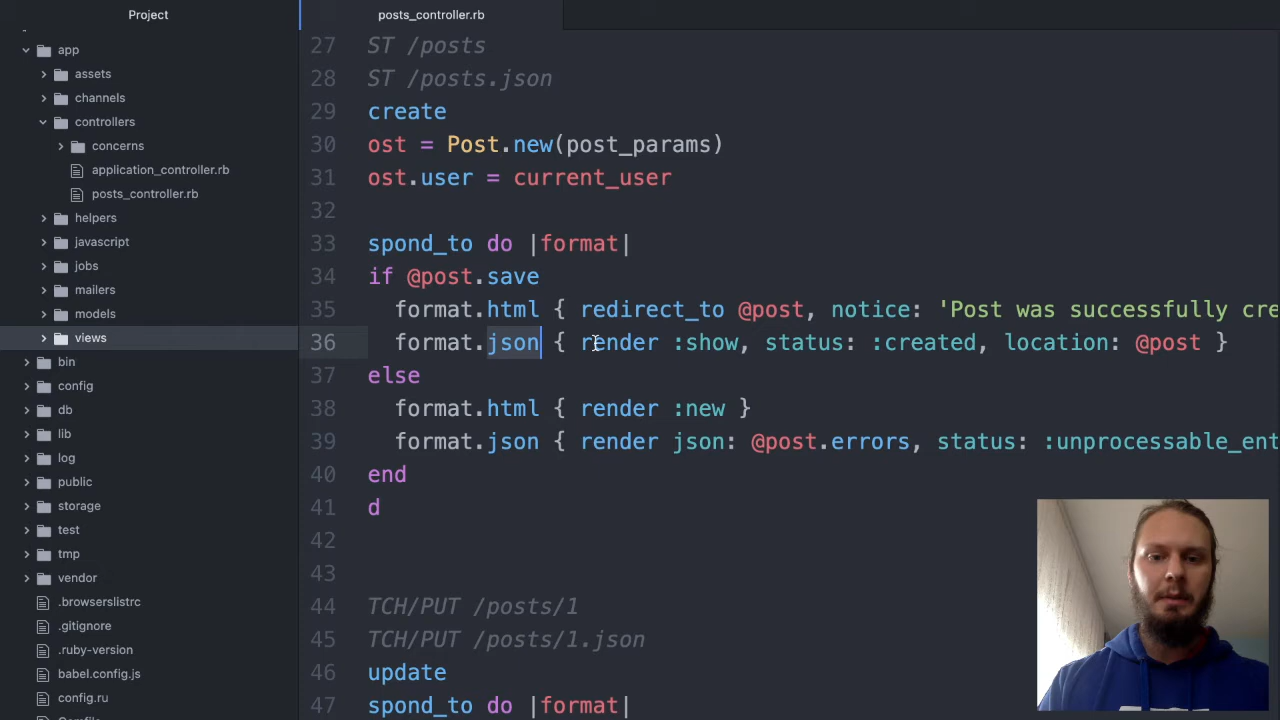 Project
app
assets
channels
controllers
concerns
application_controller.rb
posts_controller.rb
helpers
javascript
jobs
mailers
models
views
bin
config
db
lib
log
public
storage
test
tmp
vendor
.browserslistrc
.gitignore
.ruby-version
babel.config.js
config.ru
posts_controller.rb
27 ST /posts
28 ST /posts.json
29 create
30 ost = Post.new(post_params)
31 ost.user = current_user
32
33 spond_to do |format|
34 if @post.save
35 format.html { redirect_to @post, notice: 'Post was successfully cre
36 format.json { render :show, status: :created, location: @post }
37 else
38 format.html { render :new }
39 format.json { render json: @post.errors, status: :unprocessable_ent
40 end
41 d
42
43
44 TCH/PUT /posts/1
45 TCH/PUT /posts/1.json
46 update
47 spond_to do |format|